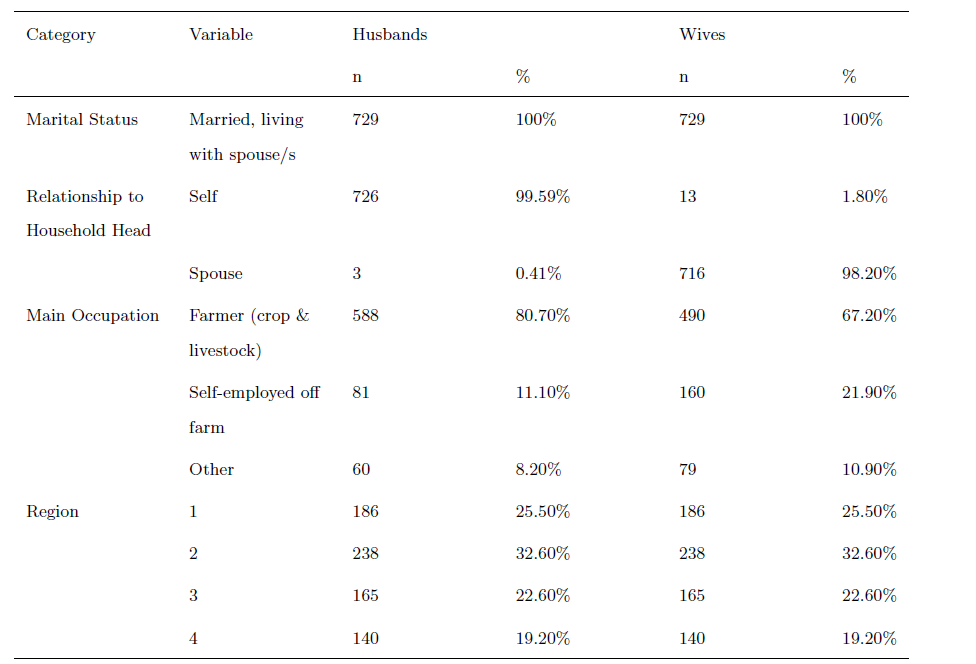 Category Variable Husbands Wives
n % n %
Marital Status Married, living 729 100% 729 100%
with spouse/s
Relationship to Self 726 99.59% 13 1.80%
Household Head
Spouse 3 0.41% 716 98.20%
Main Occupation Farmer (crop & 588 80.70% 490 67.20%
livestock)
Self-employed off 81 11.10% 160 21.90%
farm
Other 60 8.20% 79 10.90%
Region 1 186 25.50% 186 25.50%
2 238 32.60% 238 32.60%
3 165 22.60% 165 22.60%
4 140 19.20% 140 19.20%